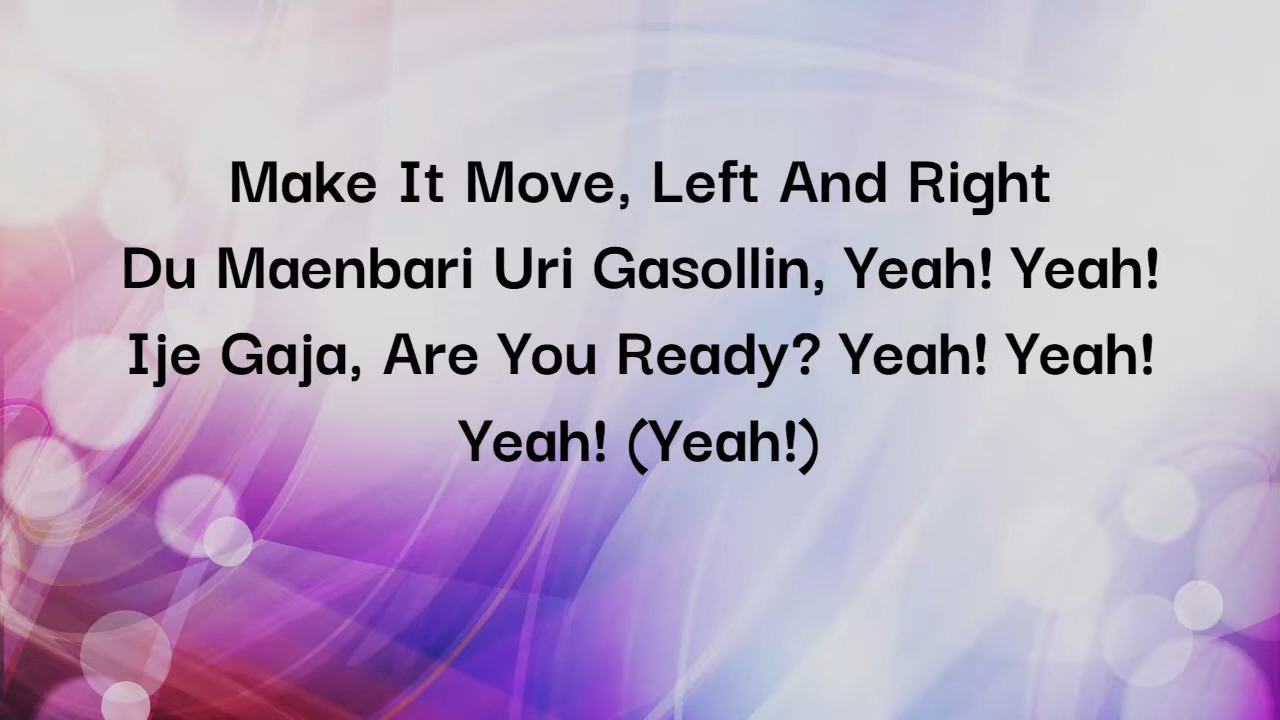 Make It Move, Left And Right
Du Maenbari Uri Gasollin, Yeah! Yeah!
Ije Gaja, Are You Ready? Yeah! Yeah!
Yeah! (Yeah!)